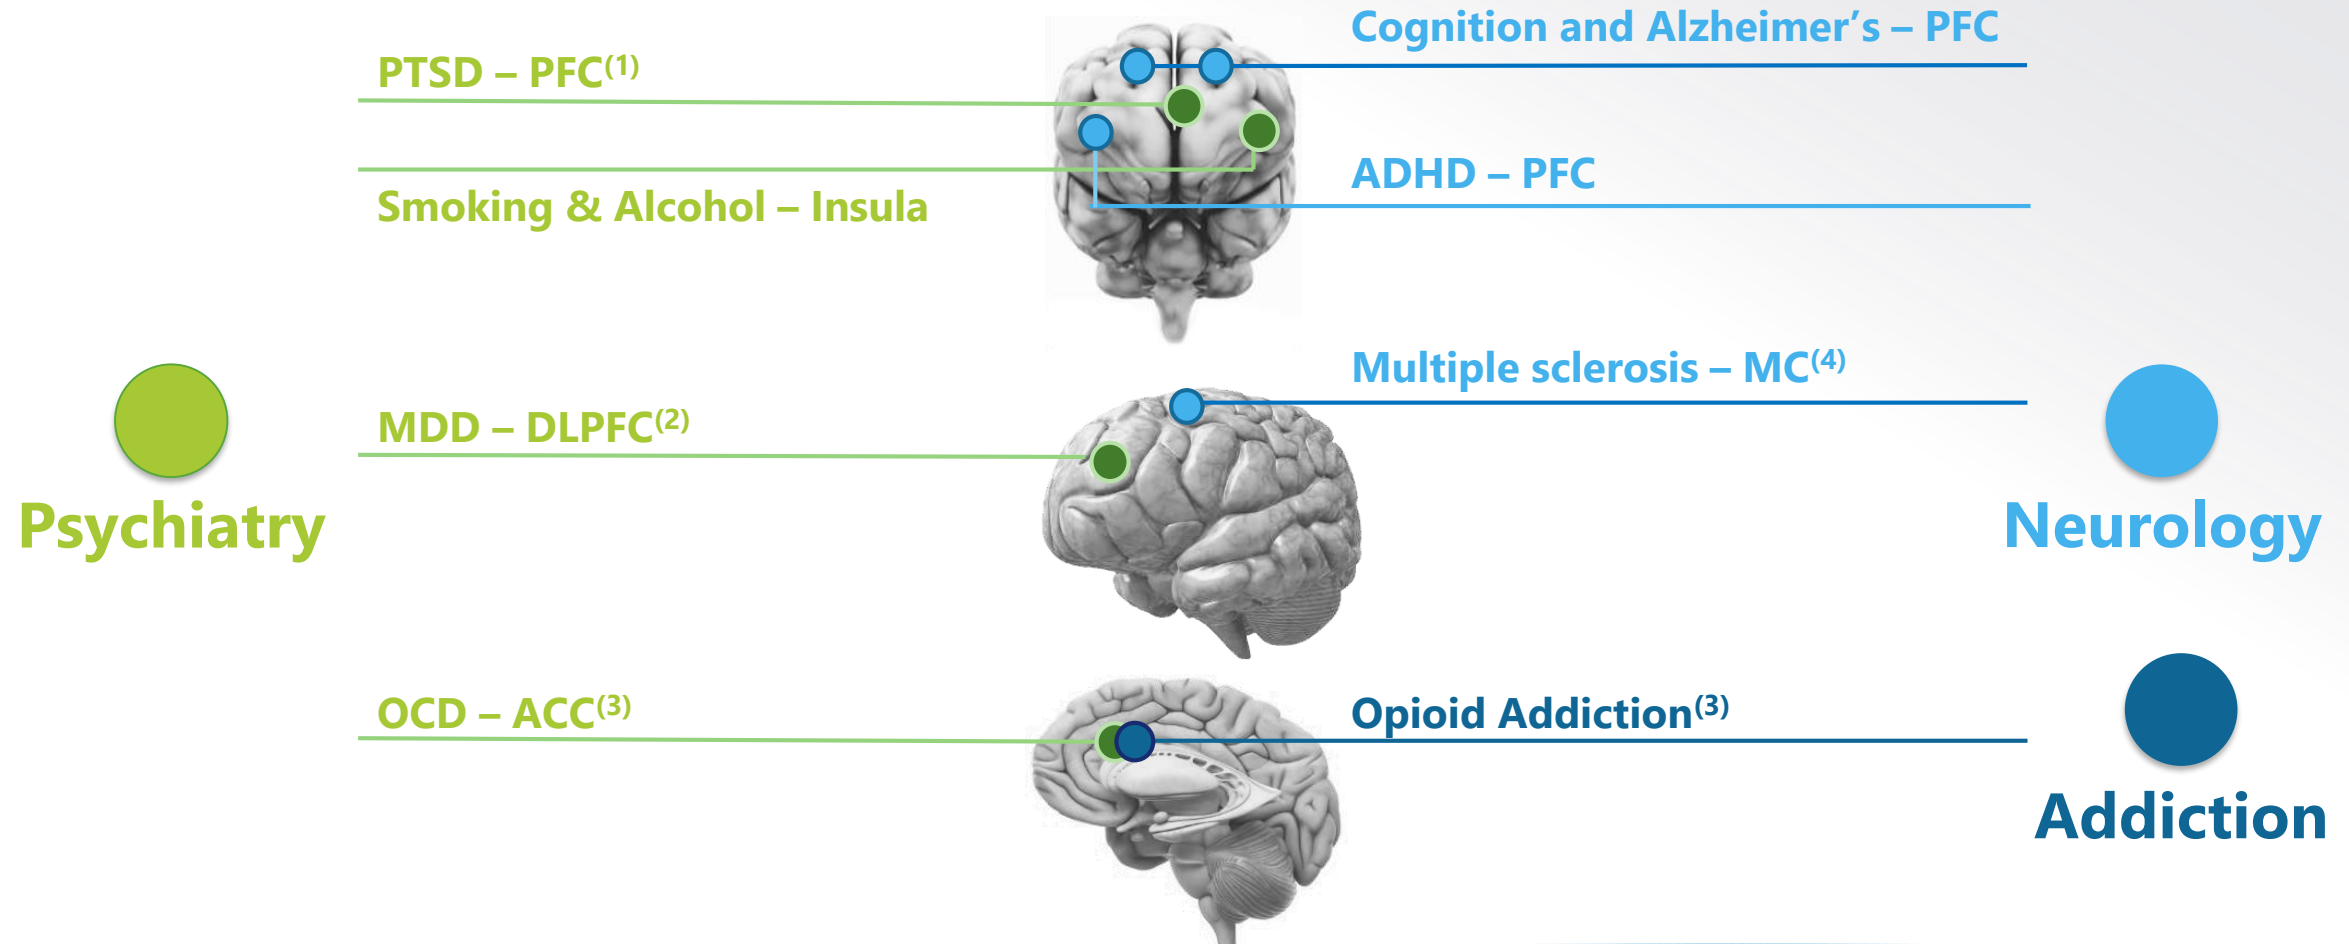 Cognition and Alzheimer’s – PFC
PTSD – PFC(1)
ADHD – PFC
Smoking & Alcohol – Insula
Multiple sclerosis – MC(4)
MDD – DLPFC(2)
Psychiatry
Neurology
OCD – ACC(3)
Opioid Addiction(3)
Addiction